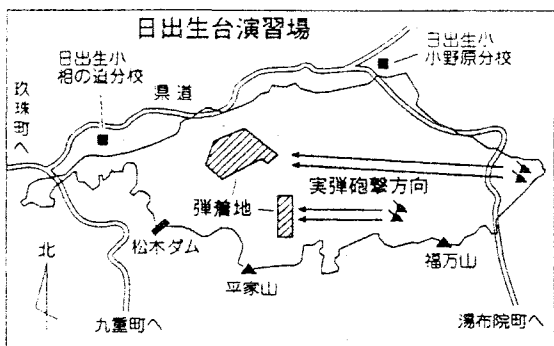 日出生台演習場
日出生小
相の迫分校
日出生小
小野原分校
県道
玖珠町へ
実弾砲撃方向
弾着地
松木ダム
福万山
平家山
北
九重町へ
湯布院町へ